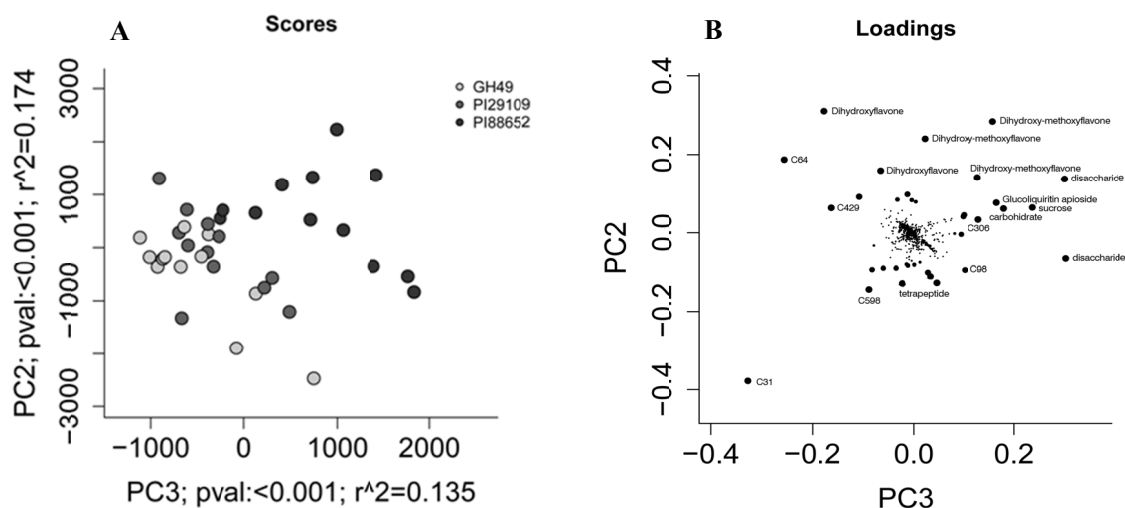 A
Scores
PC2; pval:<0.001; r^2=0.174
3000
1000
−1000
−3000
GH49
PI29109
PI88652
−1000
0
1000
2000
PC3; pval:<0.001; r^2=0.135
B
Loadings
PC2
0.4
0.2
0.0
−0.2
−0.4
Dihydroxyflavone
Dihydroxy-methoxyflavone
Dihydroxy-methoxyflavone
C64
Dihydroxyflavone
Dihydroxy-methoxyflavone
disaccharide
C429
Glucoliquiritin apioside
sucrose
carbohidrate
C306
disaccharide
C98
tetrapeptide
C598
C31
−0.4
−0.2
0.0
0.2
PC3